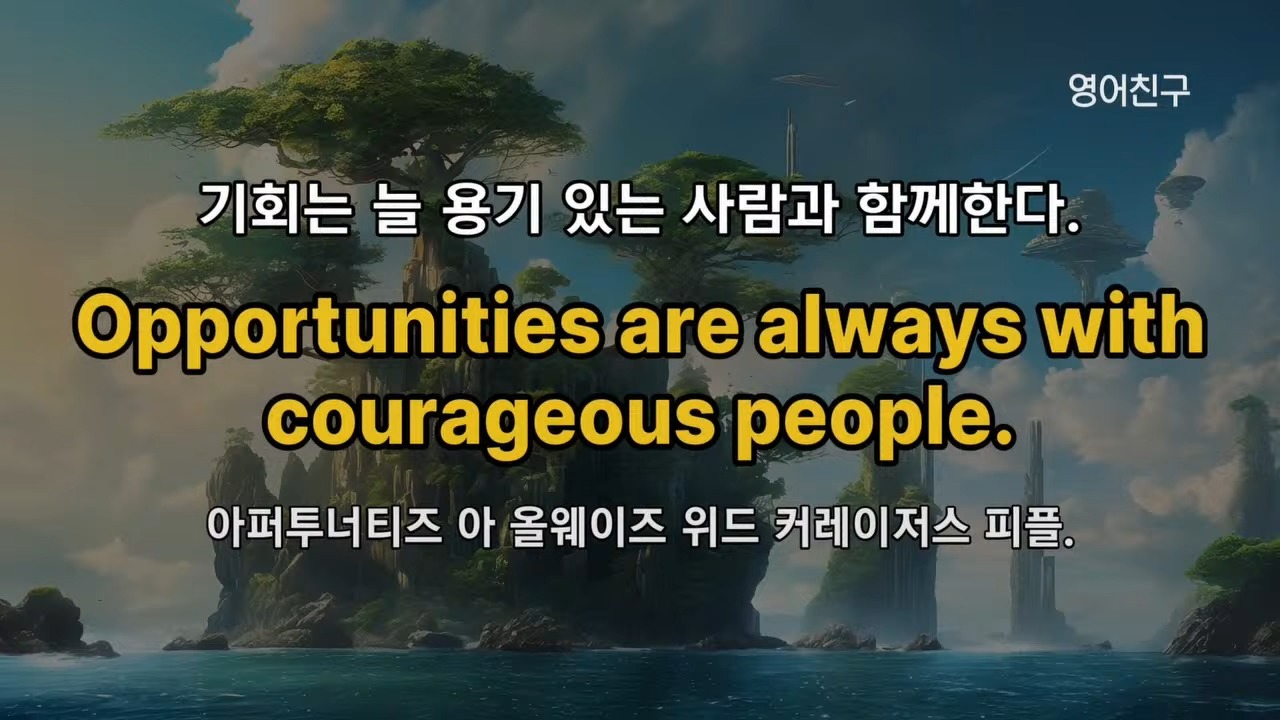 영어친구
기회는 늘 용기 있는 사람과 함께한다.
Opportunities are always with
courageous people.
아퍼투너티즈 아 올웨이즈 위드 커레이저스 피플.